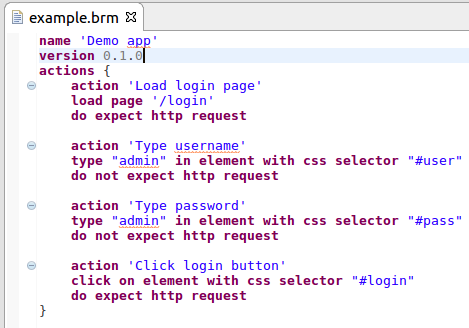 example.brm
name 'Demo app'
version 0.1.0
actions {
action 'Load login page'
load page '/login'
do expect http request
action 'Type username'
type "admin" in element with css selector "#user"
do not expect http request
action 'Type password'
type "admin" in element with css selector "#pass"
do not expect http request
action 'Click login button'
click on element with css selector "#login"
do expect http request
}